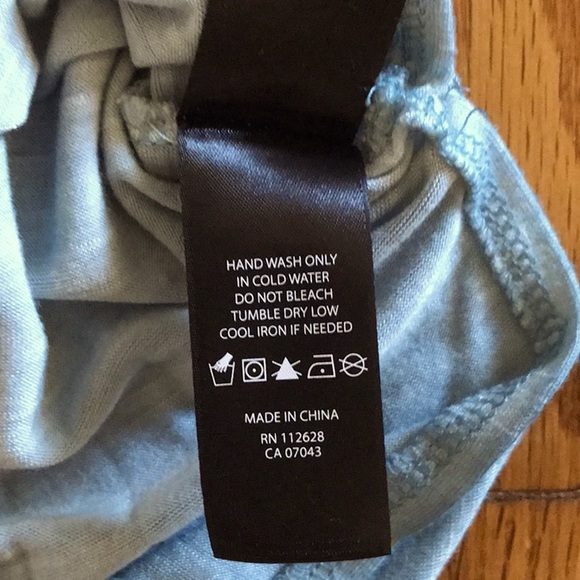 HAND WASH ONLY
IN COLD WATER
DO NOT BLEACH
TUMBLE DRY LOW
COOL IRON IF NEEDED
MADE IN CHINA
RN 112628
CA 07043